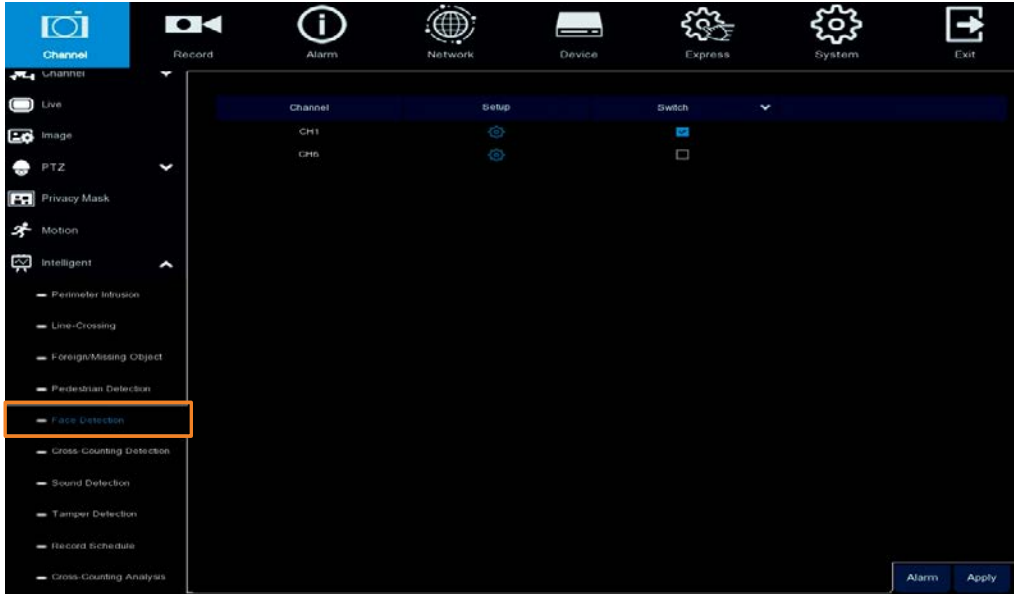 Channel Record Alarm Network Device Express System Exit
Channel
Live
Image
PTZ
Privacy Mask
Motion
Intelligent
Perimeter Intrusion
Line-Crossing
Foreign/Missing Object
Pedestrian Detection
Face Detection
Cross-Counting Detection
Sound Detection
Tamper Detection
Record Schedule
Cross-Counting Analysis
Channel Setup Switch
CH1
CH6
Alarm Apply